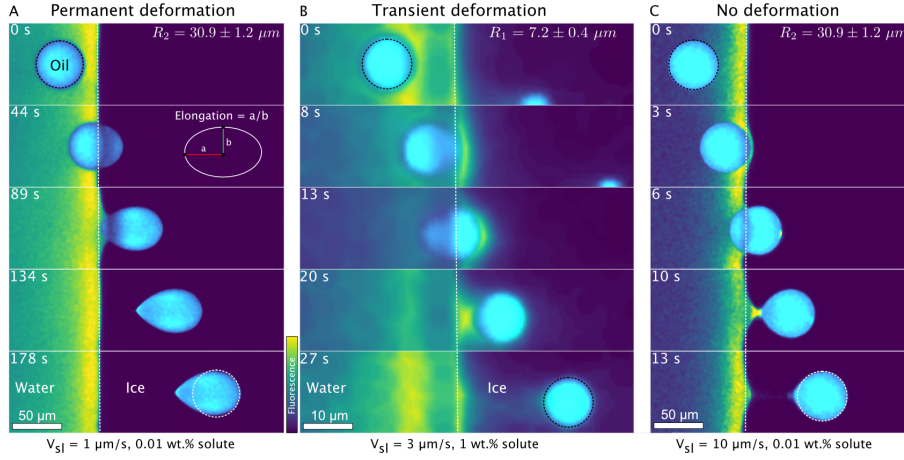 A Permanent deformation
0 s
R₂ = 30.9 ± 1.2 μm
Oil
44 s
Elongation = a/b
a
b
89 s
134 s
178 s
Water
Ice
50 μm
V_sl = 1 μm/s, 0.01 wt.% solute
B Transient deformation
0 s
R₁ = 7.2 ± 0.4 μm
8 s
13 s
20 s
27 s
Fluorescence
Water
Ice
10 μm
V_sl = 3 μm/s, 1 wt.% solute
C No deformation
0 s
R₂ = 30.9 ± 1.2 μm
3 s
6 s
10 s
13 s
50 μm
V_sl = 10 μm/s, 0.01 wt.% solute